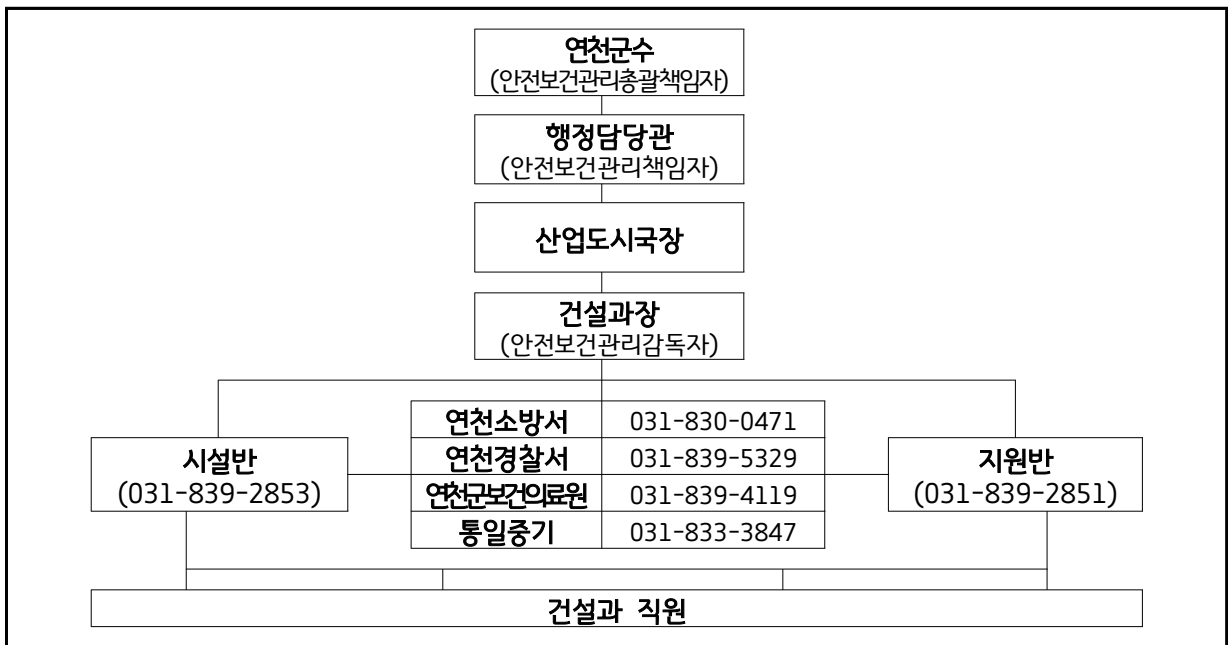 연천군수
(안전보건관리총괄책임자)
행정담당관
(안전보건관리책임자)
산업도시국장
건설과장
(안전보건관리감독자)
시설반
(031-839-2853)
연천소방서 031-830-0471
연천경찰서 031-839-5329
연천군보건의료원 031-839-4119
통일중기 031-833-3847
지원반
(031-839-2851)
건설과 직원